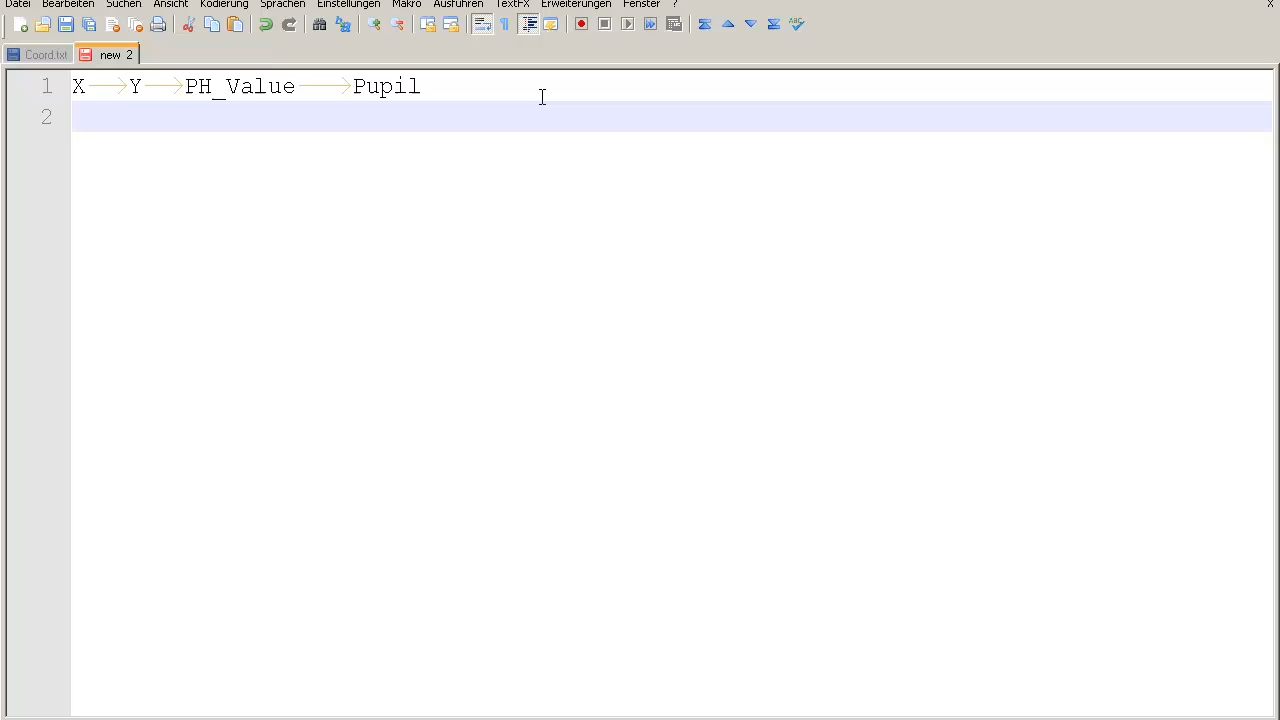 Datei Bearbeiten Suchen Ansicht Kodierung Sprachen Einstellungen Makro Ausführen TextFX Erweiterungen Fenster X
Coord.txt new 2
1 X Y PH_Value Pupil
2